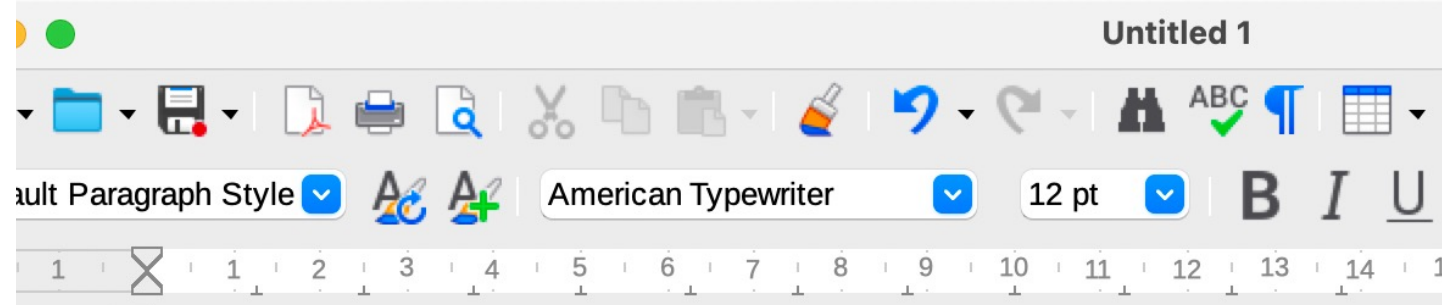 Untitled 1
ABC
ault Paragraph Style American Typewriter 12 pt B I U
1 1 2 3 4 5 6 7 8 9 10 11 12 13 14 1